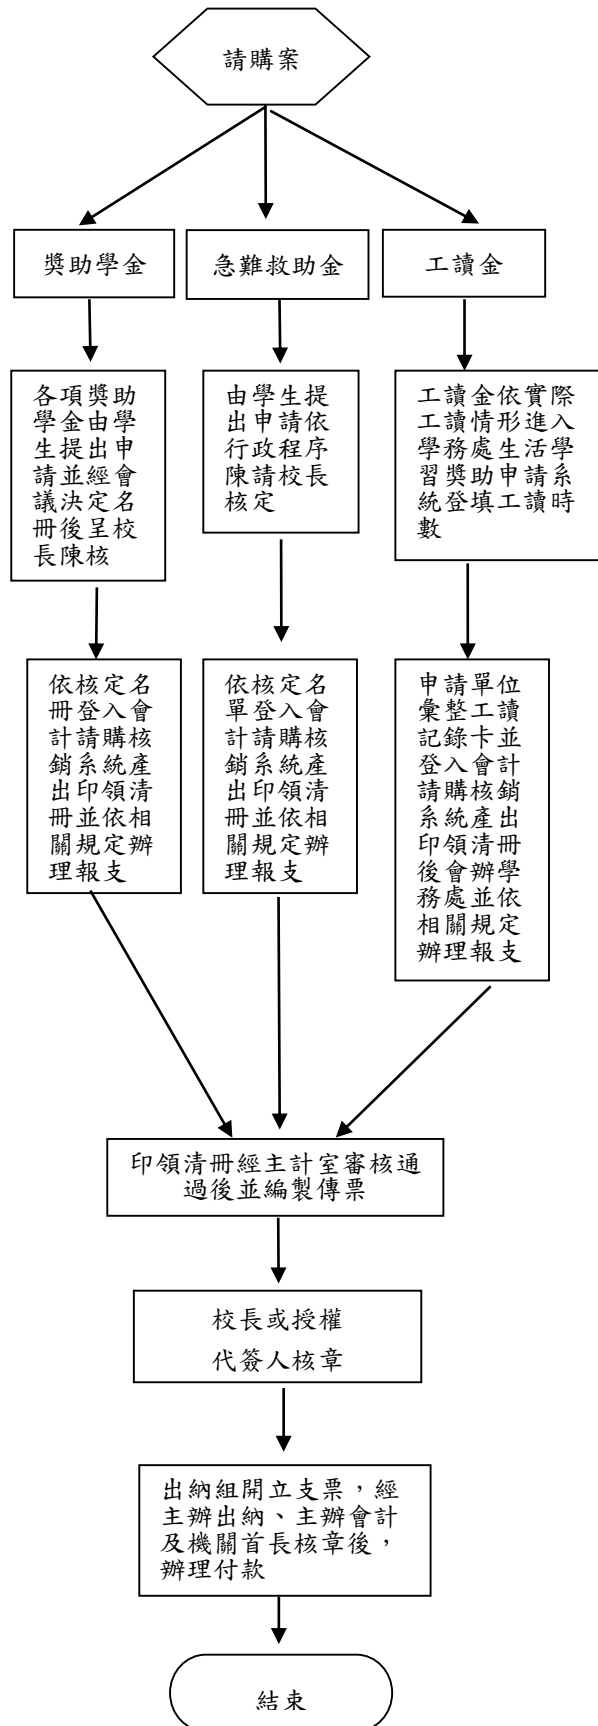 請購案
獎助學金
急難救助金
工讀金
各項獎助
學金由學
生提出申
請並經會
議決定名
冊後呈校
長陳核
由學生提
出申請依
行政程序
陳請校長
核定
工讀金依實際
工讀情形進入
學務處生活學
習獎助申請系
統登填工讀時
數
依核定名
冊登入會
計請購核
銷系統產
出印領清
冊並依相
關規定辦
理報支
依核定名
單登入會
計請購核
銷系統產
出印領清
冊並依相
關規定辦
理報支
申請單位
彙整工讀
記錄卡並
登入會計
請購核銷
系統產出
印領清冊
後會辦學
務處並依
相關規定
辦理報支
印領清冊經主計室審核通
過後並編製傳票
校長或授權
代簽人核章
出納組開立支票，經
主辦出納、主辦會計
及機關首長核章後，
辦理付款
結束